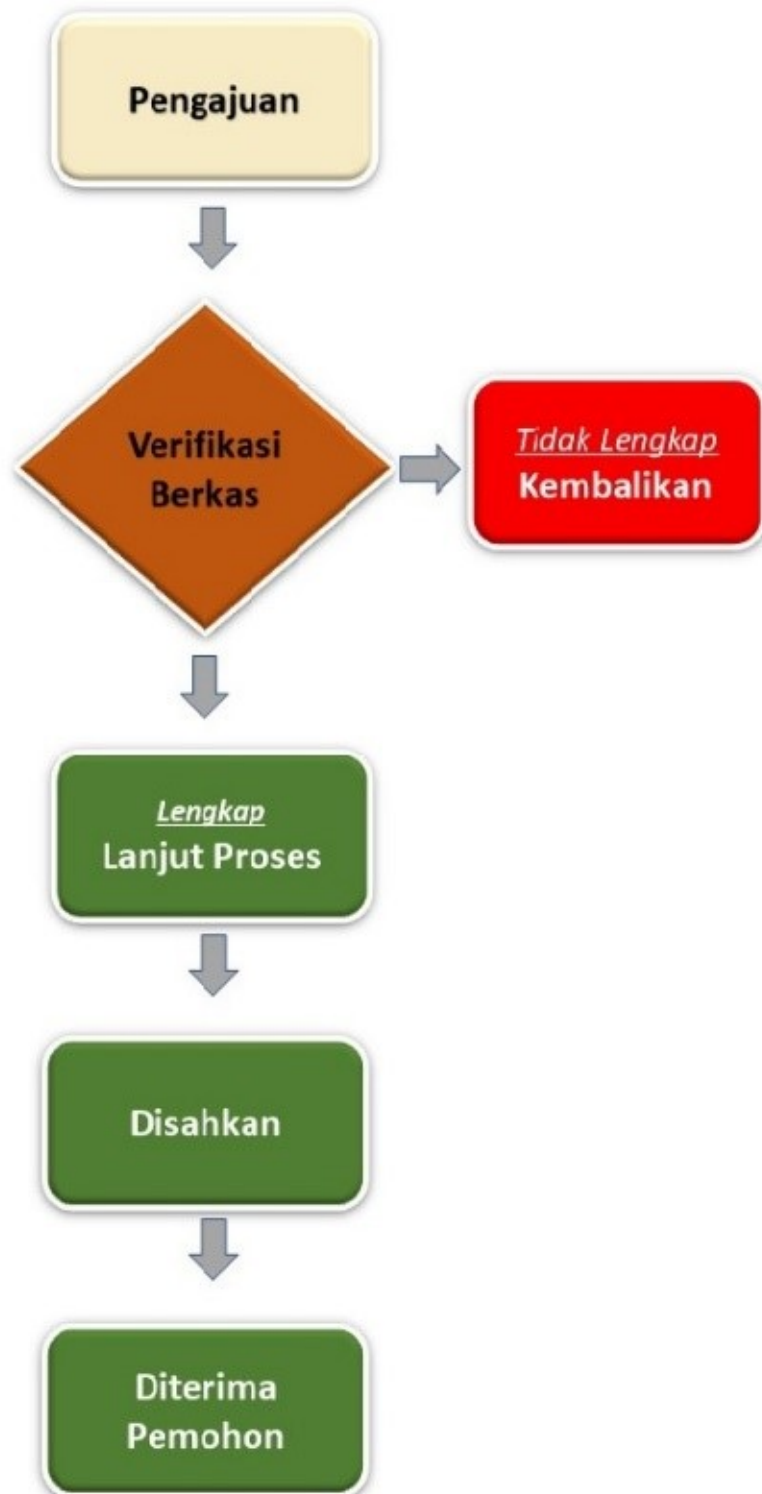 Pengajuan
Verifikasi
Berkas
Tidak Lengkap
Kembalikan
Lengkap
Lanjut Proses
Disahkan
Diterima
Pemohon